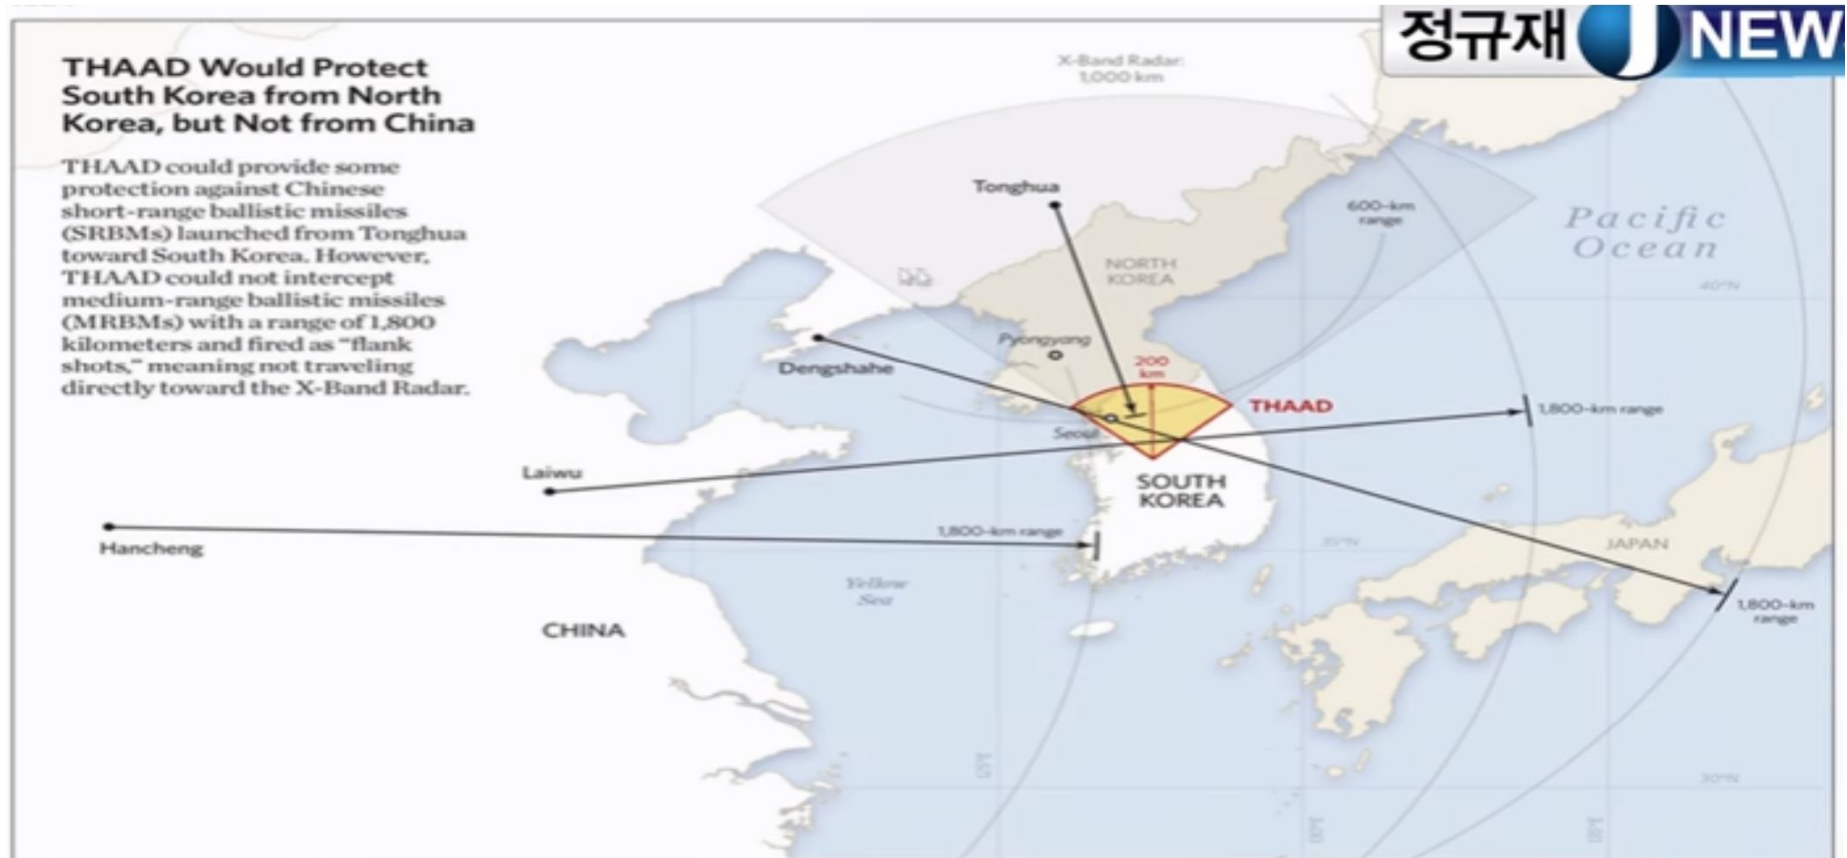 정규재 J NEWS
THAAD Would Protect
South Korea from North
Korea, but Not from China
THAAD could provide some
protection against Chinese
short-range ballistic missiles
(SRBMs) launched from Tonghua
toward South Korea. However,
THAAD could not intercept
medium-range ballistic missiles
(MRBMs) with a range of 1,800
kilometers and fired as “flank
shots,” meaning not traveling
directly toward the X-Band Radar.
X-Band Radar:
1,000 km
Tonghua
600-km
range
Pacific
Ocean
NORTH
KOREA
40°N
Pyongyang
Dengshahe
200
km
THAAD
1,800-km range
Seoul
Laiwu
SOUTH
KOREA
Hancheng
1,800-km range
35°N
JAPAN
Yellow
Sea
1,800-km
range
CHINA
30°N